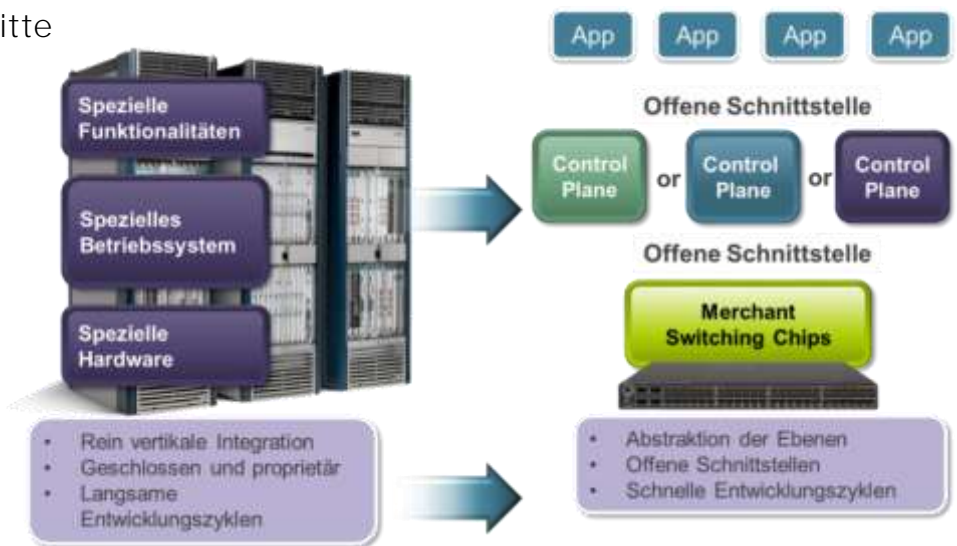 itte
Spezielle
Funktionalitäten
Spezielles
Betriebssystem
Spezielle
Hardware
• Rein vertikale Integration
• Geschlossen und proprietär
• Langsame
Entwicklungszyklen
App App App App
Offene Schnittstelle
Control
Plane
or
Control
Plane
or
Control
Plane
Offene Schnittstelle
Merchant
Switching Chips
• Abstraktion der Ebenen
• Offene Schnittstellen
• Schnelle Entwicklungszyklen